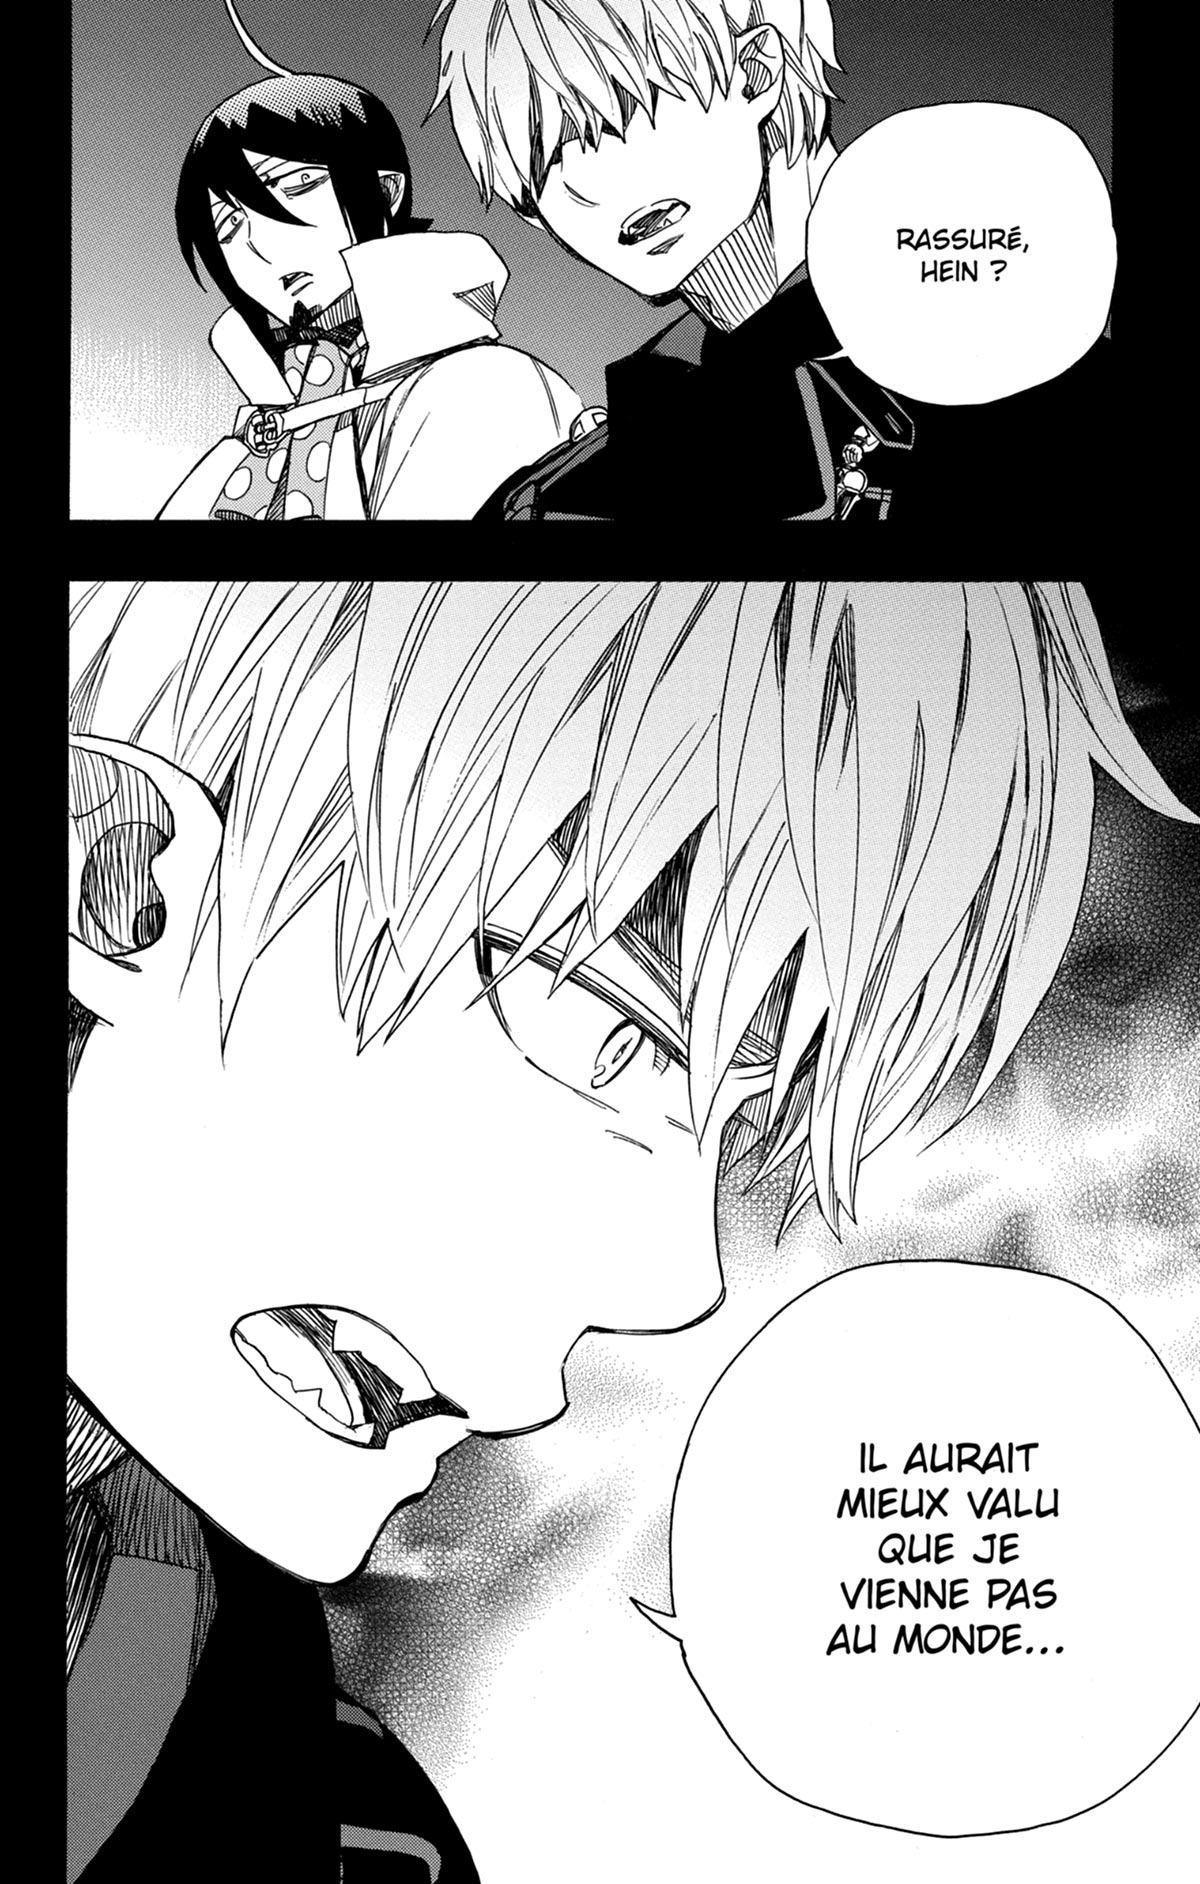 RASSURÉ,
HEIN ?
IL AURAIT
MIEUX VALU
QUE JE
VIENNE PAS
AU MONDE...